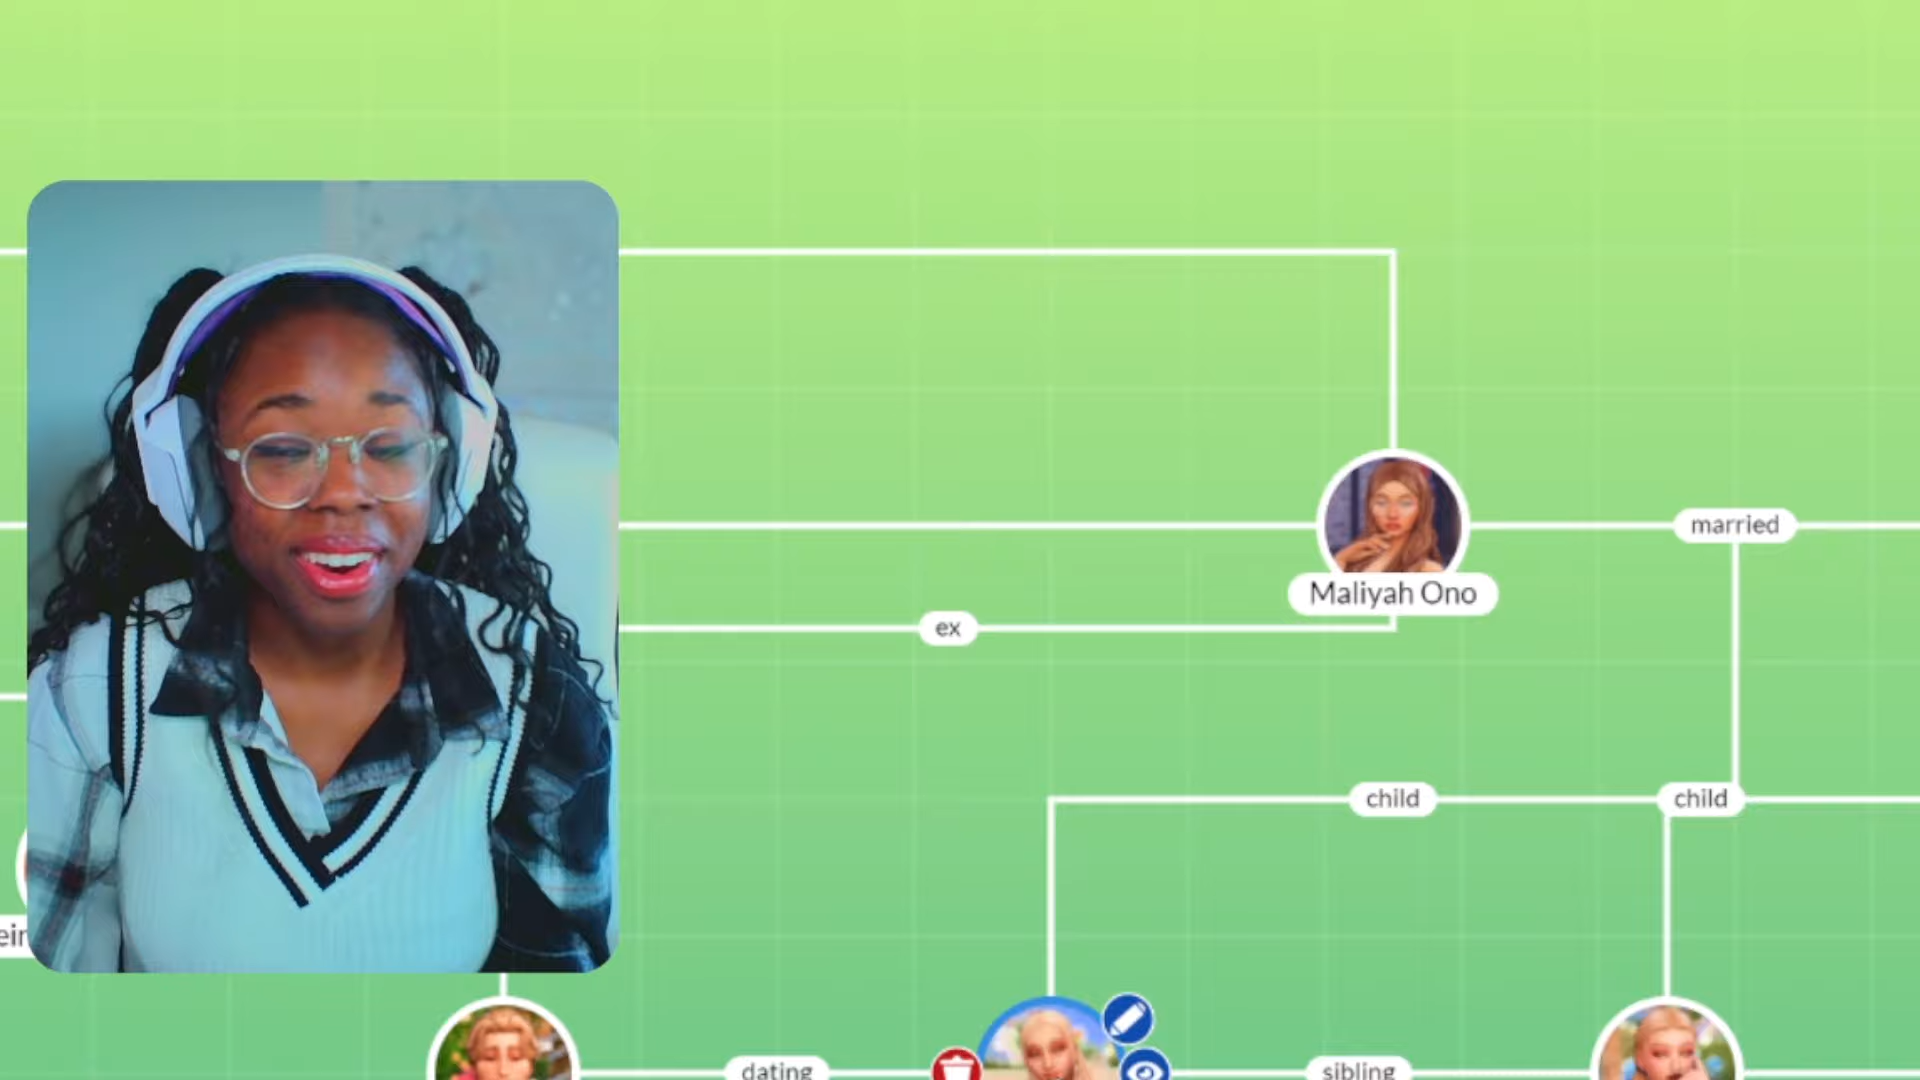 married
Maliyah Ono
ex
child
child
dating
sibling